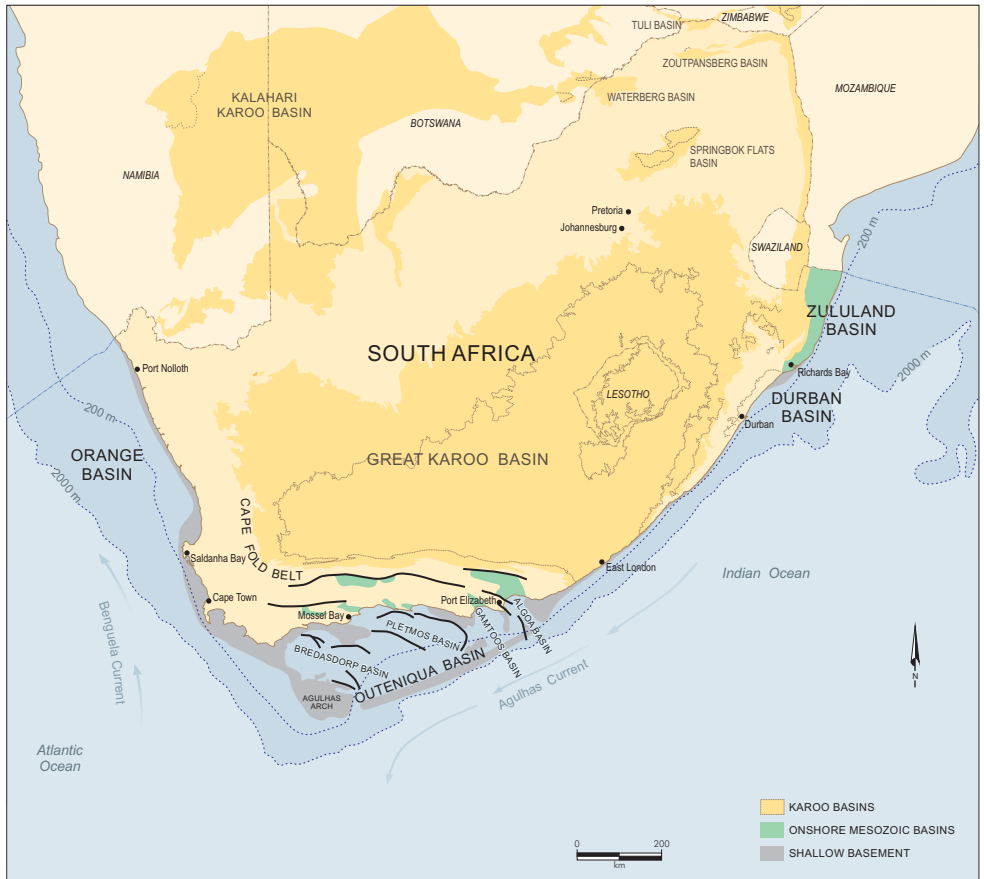 TULI BASIN
ZIMBABWE
ZOUTPANSBERG BASIN
MOZAMBIQUE
KALAHARI
KAROO BASIN
WATERBERG BASIN
BOTSWANA
SPRINGBOK FLATS
BASIN
NAMIBIA
Pretoria
Johannesburg
SWAZILAND
200 m
ZULULAND
BASIN
SOUTH AFRICA
Port Nolloth
Richards Bay
2000 m
LESOTHO
DURBAN
BASIN
200 m
Durban
ORANGE
BASIN
GREAT KAROO BASIN
2000 m
CAPE FOLD BELT
Saldanha Bay
East London
Indian Ocean
Cape Town
Port Elizabeth
Mossel Bay
ALGOA BASIN
GAMTOOS BASIN
PLETMOS BASIN
BREDASDORP BASIN
OUTENIQUA BASIN
Benguela Current
Agulhas Current
AGULHAS
ARCH
N
Atlantic
Ocean
KAROO BASINS
ONSHORE MESOZOIC BASINS
SHALLOW BASEMENT
0 200
km